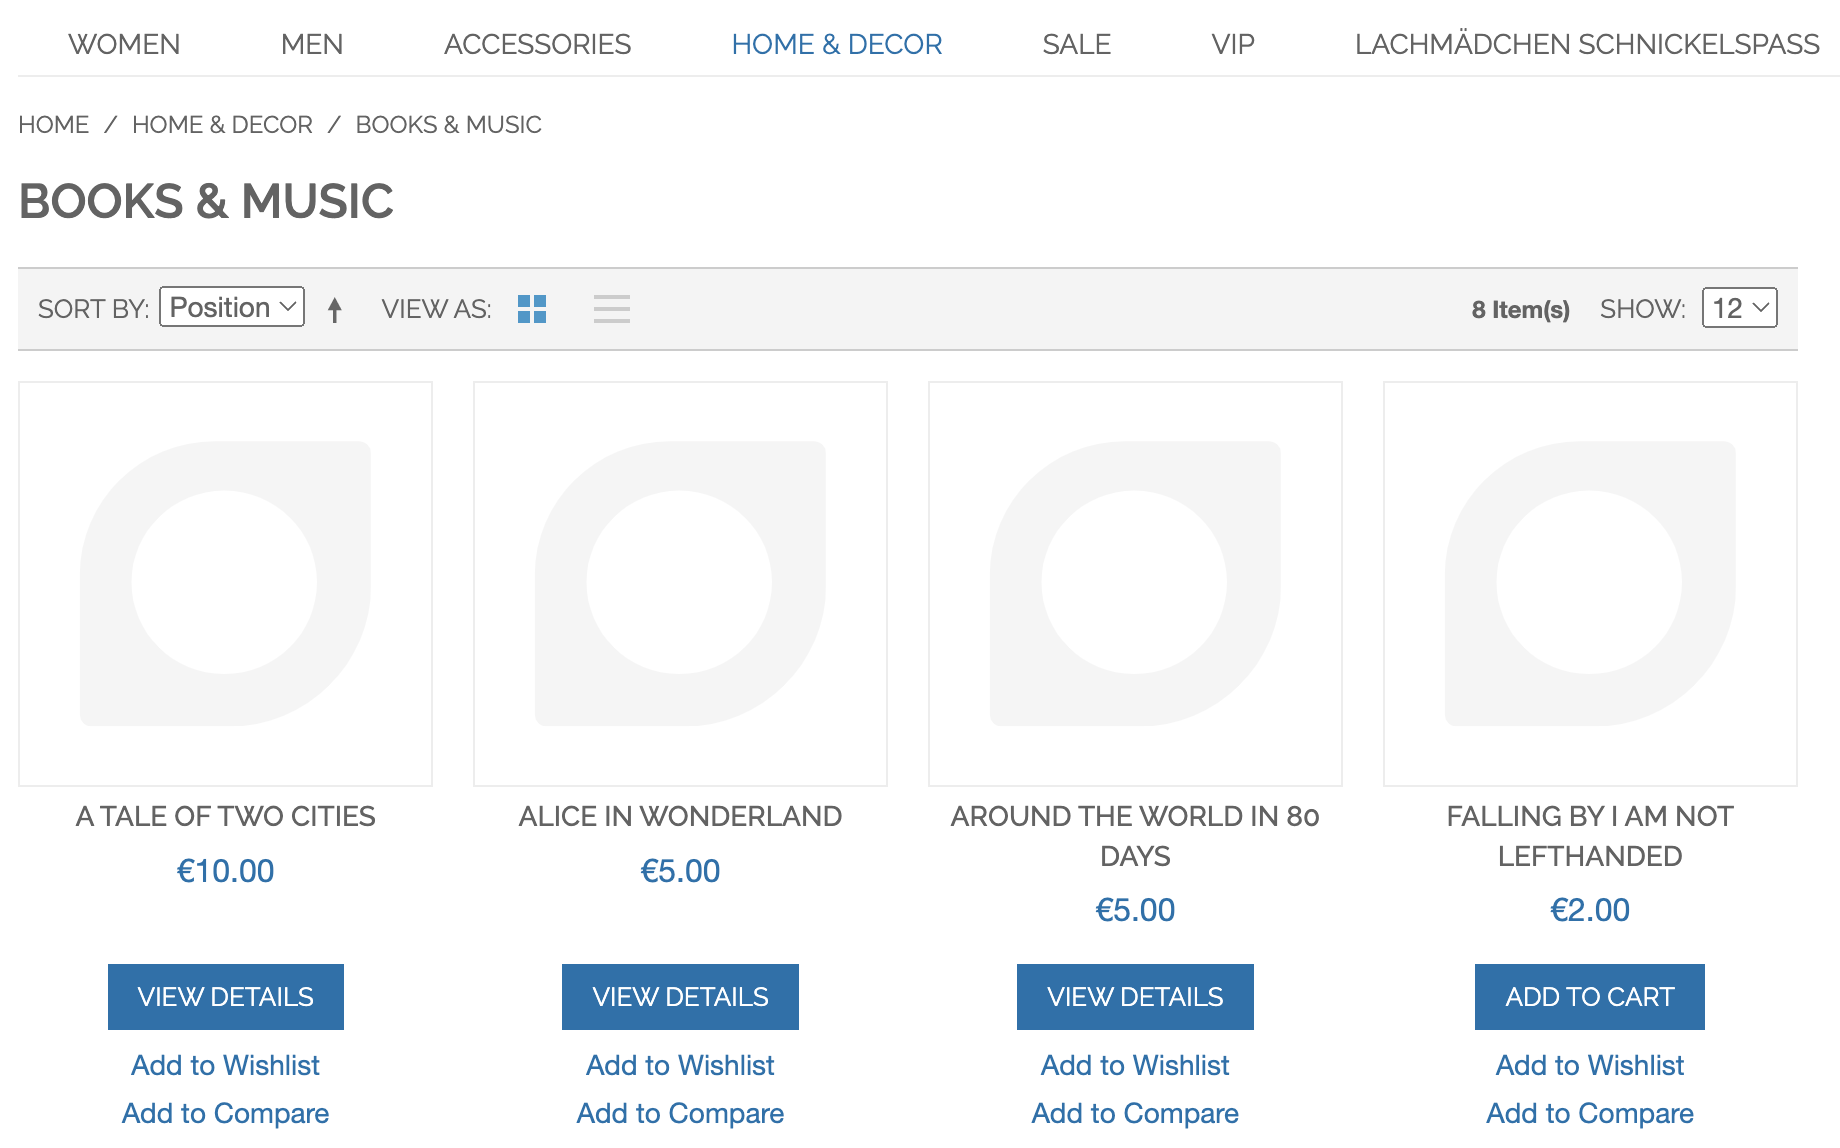 WOMEN MEN ACCESSORIES HOME & DECOR SALE VIP LACHMÄDCHEN SCHNICKELSPASS
HOME / HOME & DECOR / BOOKS & MUSIC
BOOKS & MUSIC
SORT BY: Position VIEW AS: 8 Item(s) SHOW: 12
A TALE OF TWO CITIES
€10.00
VIEW DETAILS
Add to Wishlist
Add to Compare
ALICE IN WONDERLAND
€5.00
VIEW DETAILS
Add to Wishlist
Add to Compare
AROUND THE WORLD IN 80
DAYS
€5.00
VIEW DETAILS
Add to Wishlist
Add to Compare
FALLING BY I AM NOT
LEFTHANDED
€2.00
ADD TO CART
Add to Wishlist
Add to Compare